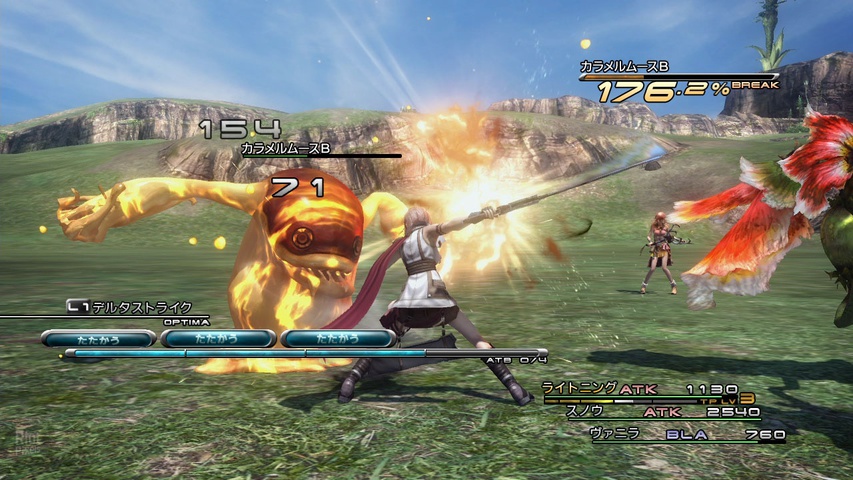 カラメルムースB
176.2% BREAK
154
カラメルムースB
71
L1 デルタストライク
OPTIMA
たたかう たたかう たたかう
ATB 0/4
ライトニング ATK 1130
TP Lv 3
スノウ ATK 2540
ヴァニラ BLA 760
Riot